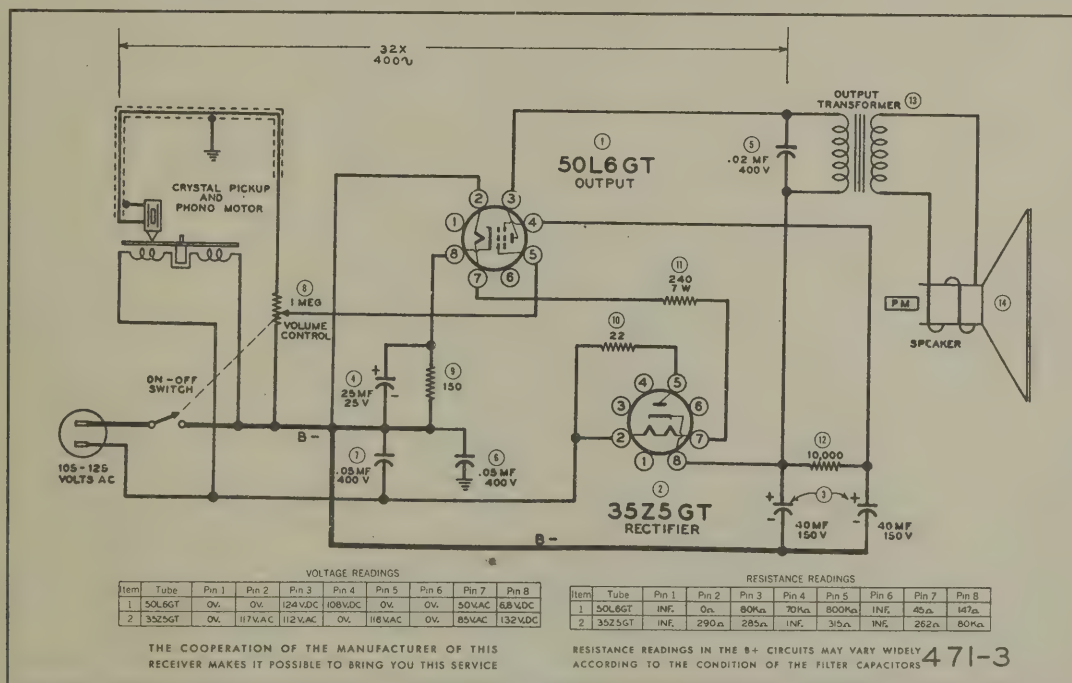 32X
400~
OUTPUT
TRANSFORMER 13
1
50L6GT
OUTPUT
5
.02 MF
400 V
CRYSTAL PICKUP
AND
PHONO MOTOR
2 3
1 4
8 5
7 6
11
240
7 W
8
1 MEG
VOLUME
CONTROL
PM
14
SPEAKER
10
22
ON-OFF
SWITCH
4
25MF
25 V
+
-
9
150
4 5
3 6
2 7
1 8
B-
105-125
VOLTS AC
7
.05 MF
400 V
6
.05 MF
400 V
2
35Z5GT
RECTIFIER
12
10,000
+ 3 +
- -
40 MF
150 V
40 MF
150 V
B-
VOLTAGE READINGS
Item Tube Pin 1 Pin 2 Pin 3 Pin 4 Pin 5 Pin 6 Pin 7 Pin 8
1 50L6GT 0V. 0V. 124V.DC 108V.DC 0V. 0V. 50V.AC 6.8V.DC
2 35Z5GT 0V. 117V.AC 112V.AC 0V. 116V.AC 0V. 85V.AC 132V.DC
RESISTANCE READINGS
Item Tube Pin 1 Pin 2 Pin 3 Pin 4 Pin 5 Pin 6 Pin 7 Pin 8
1 50L6GT INF. 0Ω 80KΩ 70KΩ 800KΩ INF. 45Ω 147Ω
2 35Z5GT INF. 290Ω 285Ω INF. 315Ω INF. 262Ω 80KΩ
THE COOPERATION OF THE MANUFACTURER OF THIS
RECEIVER MAKES IT POSSIBLE TO BRING YOU THIS SERVICE
RESISTANCE READINGS IN THE B+ CIRCUITS MAY VARY WIDELY
ACCORDING TO THE CONDITION OF THE FILTER CAPACITORS
471-3